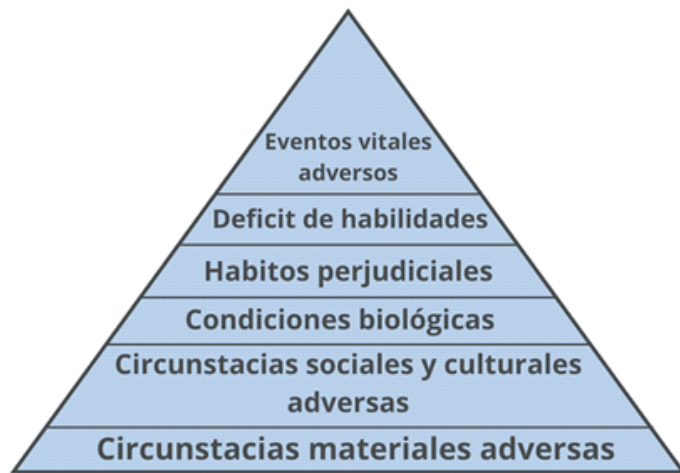 Eventos vitales
adversos
Deficit de habilidades
Habitos perjudiciales
Condiciones biológicas
Circunstacias sociales y culturales
adversas
Circunstacias materiales adversas